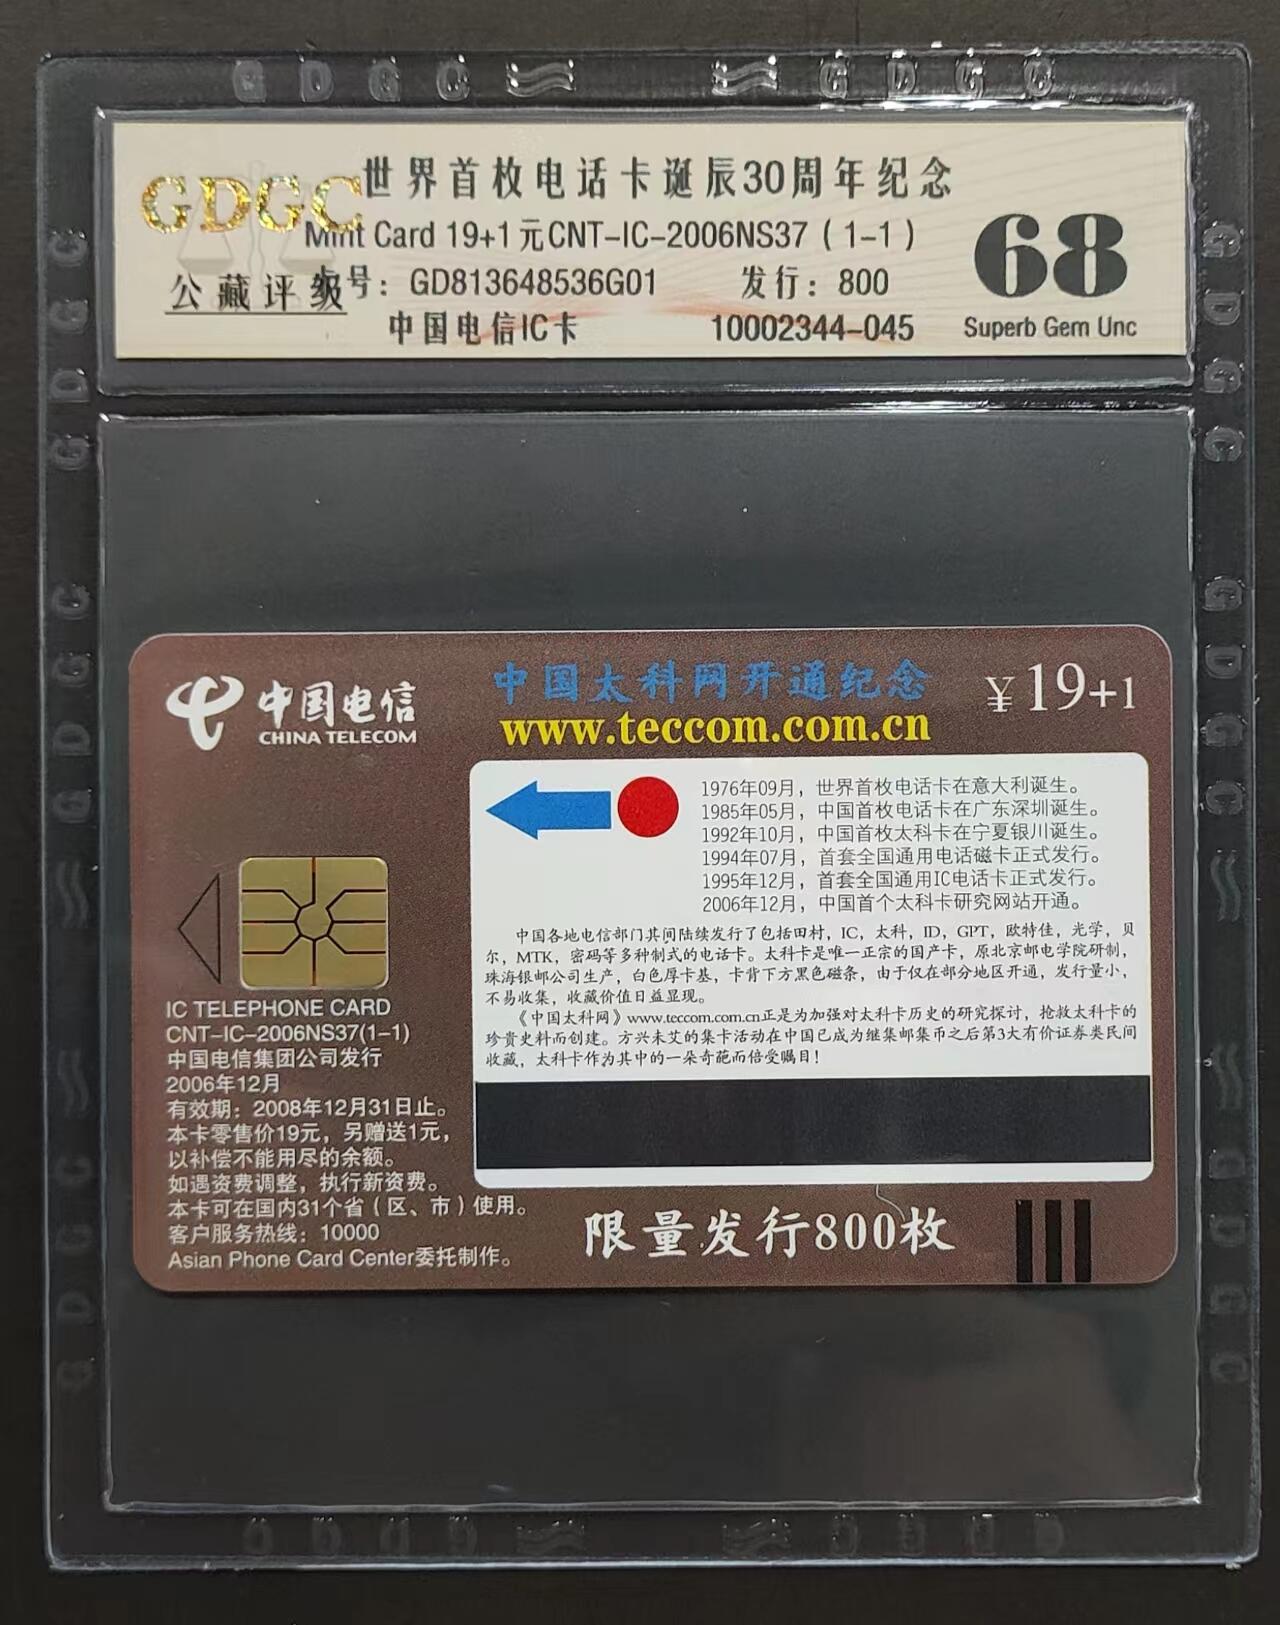 GDGC
GDGC
公藏评级
世界首枚电话卡诞辰30周年纪念
Mint Card 19+1元CNT-IC-2006NS37（1-1）
号：GD813648536G01 发行：800
中国电信IC卡 10002344-045
68
Superb Gem Unc
中国电信
CHINA TELECOM
中国太科网开通纪念
www.teccom.com.cn
¥19+1
1976年09月，世界首枚电话卡在意大利诞生。
1985年05月，中国首枚电话卡在广东深圳诞生。
1992年10月，中国首枚太科卡在宁夏银川诞生。
1994年07月，首套全国通用电话磁卡正式发行。
1995年12月，首套全国通用IC电话卡正式发行。
2006年12月，中国首个太科卡研究网站开通。
中国各地电信部门其间陆续发行了包括田村，IC，太科，ID，GPT，欧特佳，光学，贝
尔，MTK，密码等多种制式的电话卡。太科卡是唯一正宗的国产卡，原北京邮电学院研制，
珠海银邮公司生产，白色厚卡基，卡背下方黑色磁条，由于仅在部分地区开通，发行量小，
不易收集，收藏价值日益显现。
《中国太科网》www.teccom.com.cn正是为加强对太科卡历史的研究探讨，抢救太科卡的
珍贵史料而创建。方兴未艾的集卡活动在中国已成为继集邮集币之后第3大有价证券类民间
收藏，太科卡作为其中的一朵奇葩而倍受瞩目！
IC TELEPHONE CARD
CNT-IC-2006NS37(1-1)
中国电信集团公司发行
2006年12月
有效期：2008年12月31日止。
本卡零售价19元，另赠送1元，
以补偿不能用尽的余额。
如遇资费调整，执行新资费。
本卡可在国内31个省（区、市）使用。
客户服务热线：10000
Asian Phone Card Center委托制作。
限量发行800枚